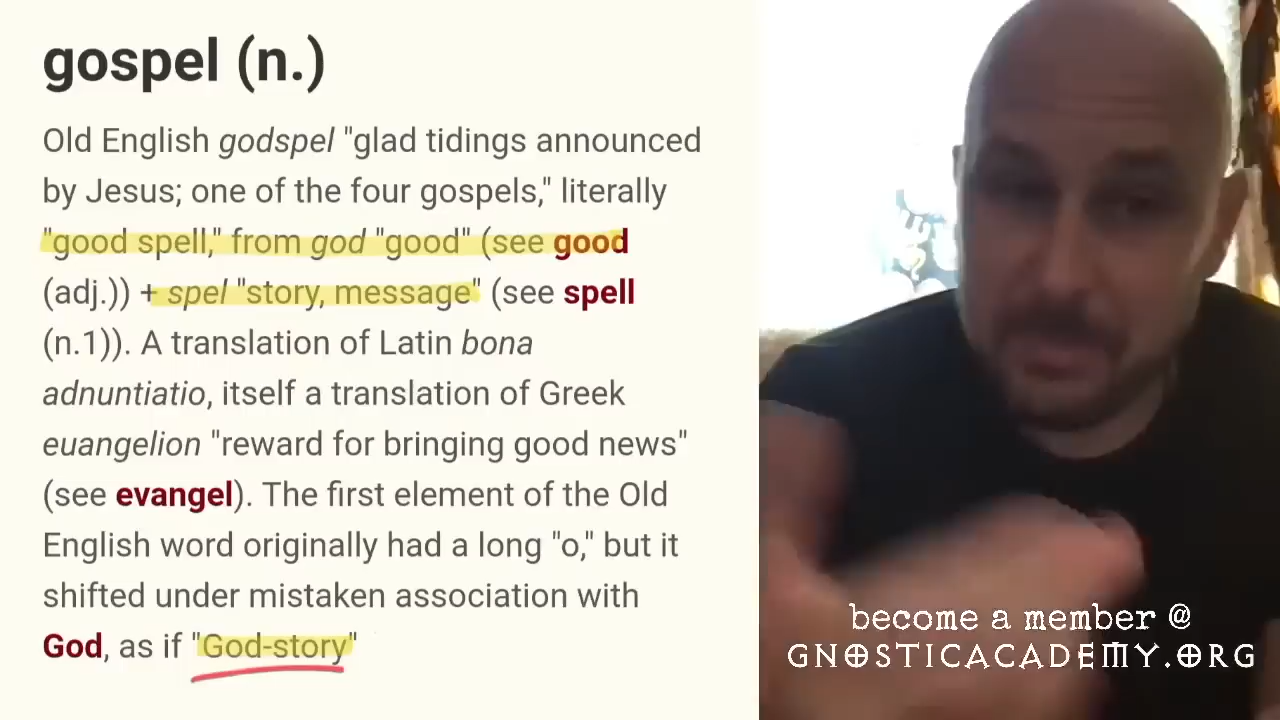 gospel (n.)
Old English godspel "glad tidings announced
by Jesus; one of the four gospels," literally
"good spell," from god "good" (see good
(adj.)) + spel "story, message" (see spell
(n.1)). A translation of Latin bona
adnuntiatio, itself a translation of Greek
euangelion "reward for bringing good news"
(see evangel). The first element of the Old
English word originally had a long "o," but it
shifted under mistaken association with
God, as if "God-story"
become a member @
GNOSTICACADEMY.ORG